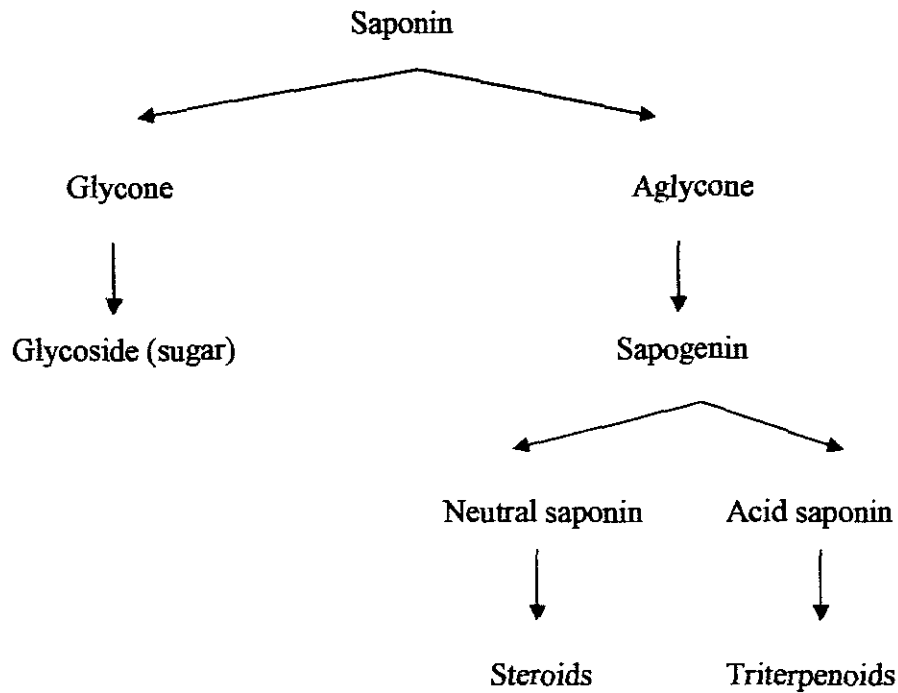 Saponin
Glycone Aglycone
Glycoside (sugar) Sapogenin
Neutral saponin Acid saponin
Steroids Triterpenoids